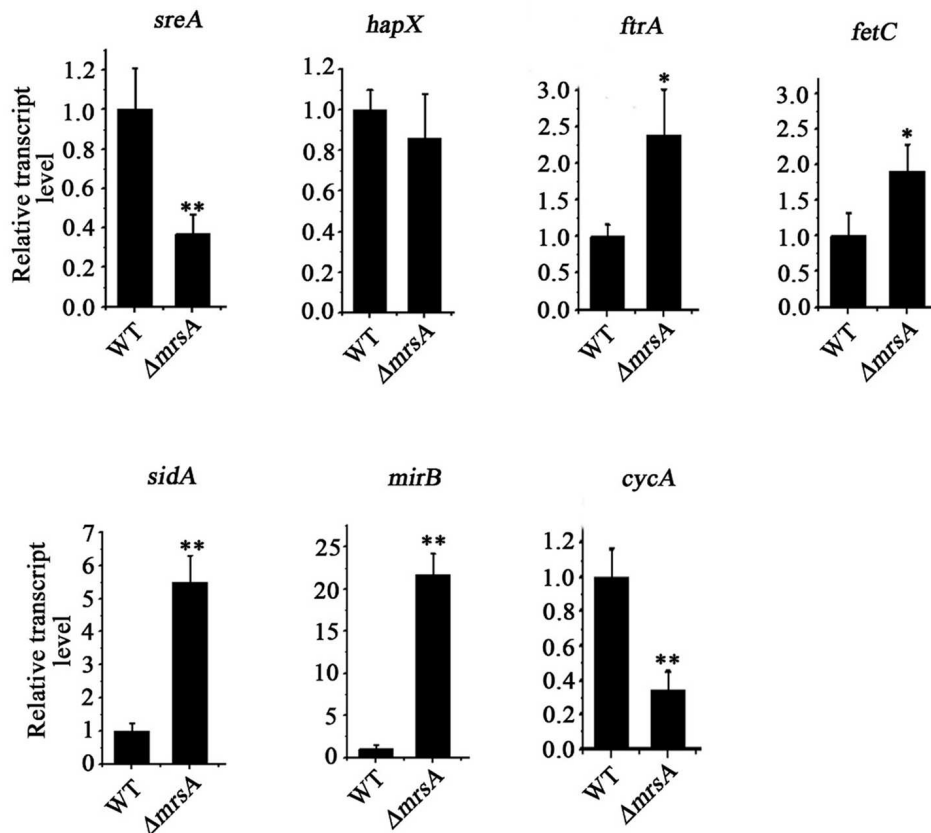 sreA
hapX
ftrA
fetC
Relative transcript
level
1.2
1.0
0.8
0.6
0.4
0.2
0.0
**
WT
ΔmrsA
1.2
1.0
0.8
0.6
0.4
0.2
0.0
WT
ΔmrsA
3.0
2.5
2.0
1.5
1.0
0.5
0.0
*
WT
ΔmrsA
3.0
2.5
2.0
1.5
1.0
0.5
0.0
*
WT
ΔmrsA
sidA
mirB
cycA
Relative transcript
level
7
6
5
4
3
2
1
0
**
WT
ΔmrsA
25
20
15
10
5
0
**
WT
ΔmrsA
1.2
1.0
0.8
0.6
0.4
0.2
0.0
**
WT
ΔmrsA